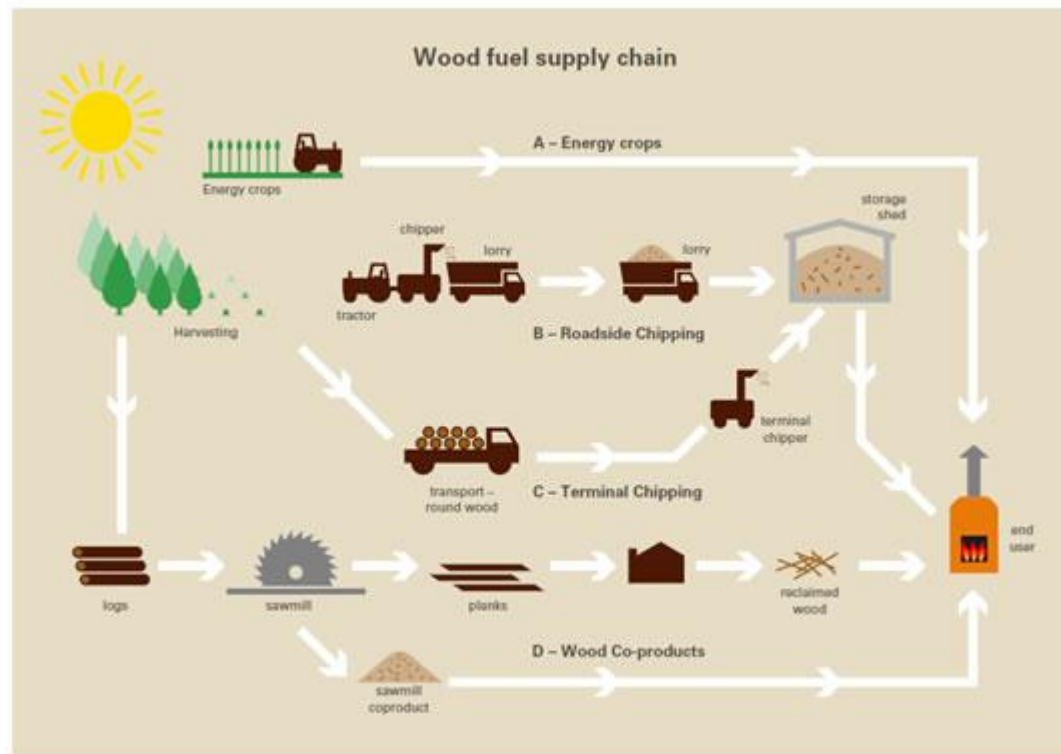 Wood fuel supply chain
A – Energy crops
Energy crops
storage
shed
chipper
lorry
lorry
tractor
Harvesting
B – Roadside Chipping
terminal
chipper
transport –
round wood
C – Terminal Chipping
end
user
logs
sawmill
planks
reclaimed
wood
D – Wood Co-products
sawmill
coproduct